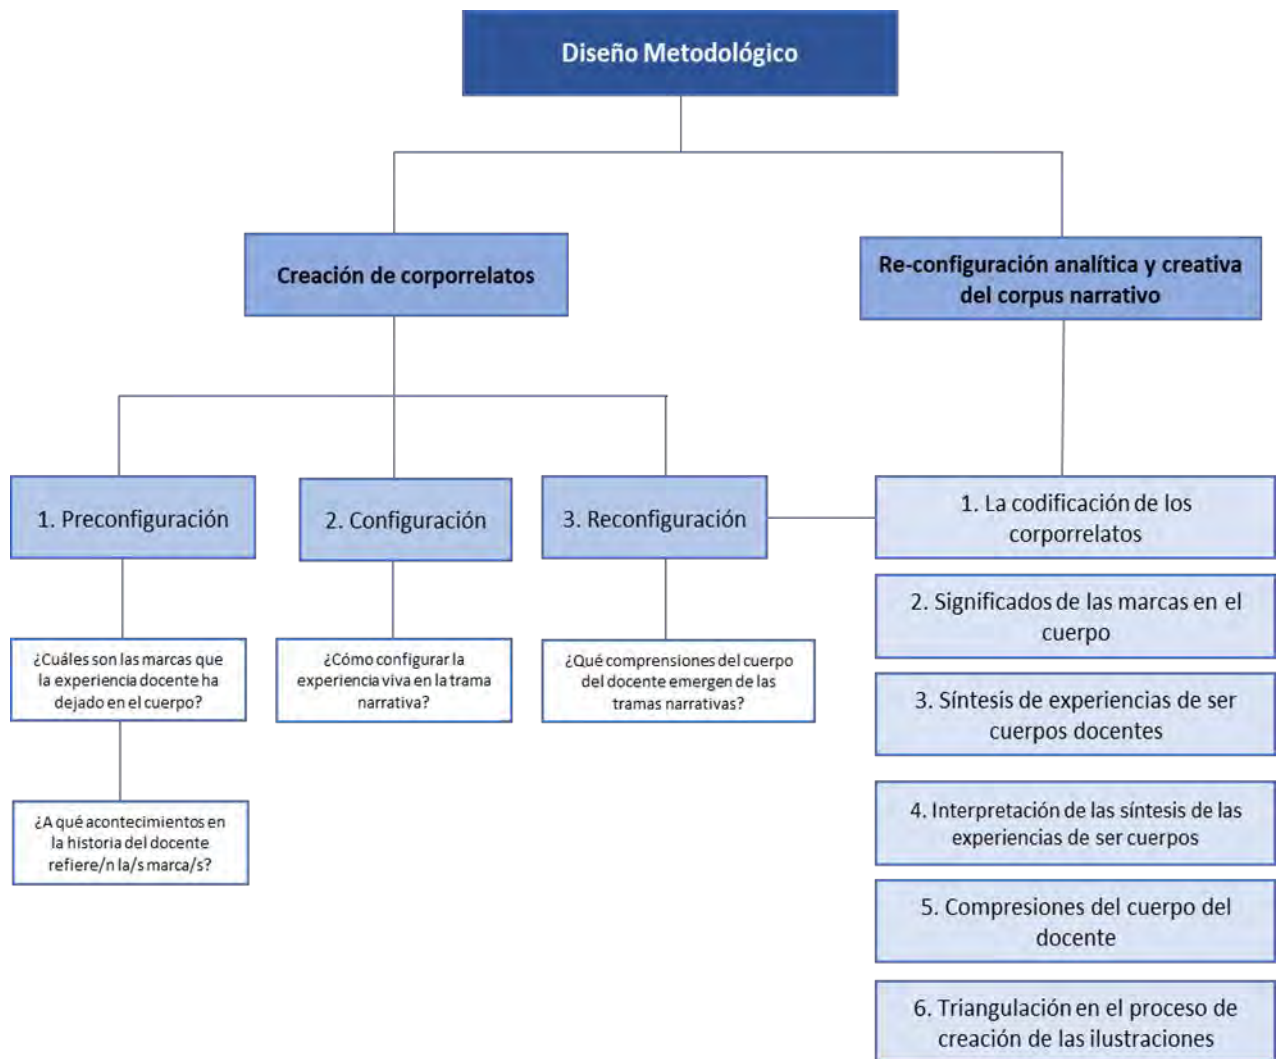 Diseño Metodológico
Creación de corporrelatos
Re-configuración analítica y creativa
del corpus narrativo
1. Preconfiguración
2. Configuración
3. Reconfiguración
1. La codificación de los
corporrelatos
¿Cuáles son las marcas que
la experiencia docente ha
dejado en el cuerpo?
¿Cómo configurar la
experiencia viva en la trama
narrativa?
¿Qué comprensiones del cuerpo
del docente emergen de las
tramas narrativas?
¿A qué acontecimientos en
la historia del docente
refiere/n la/s marca/s?
2. Significados de las marcas en el
cuerpo
3. Síntesis de experiencias de ser
cuerpos docentes
4. Interpretación de las síntesis de las
experiencias de ser cuerpos
5. Compresiones del cuerpo del
docente
6. Triangulación en el proceso de
creación de las ilustraciones